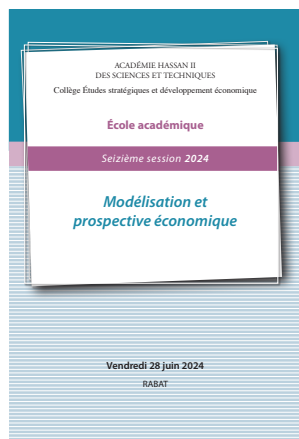 ACADÉMIE HASSAN II
DES SCIENCES ET TECHNIQUES
Collège Études stratégiques et développement économique
École académique
Seizième session 2024
Modélisation et
prospective économique
Vendredi 28 juin 2024
RABAT